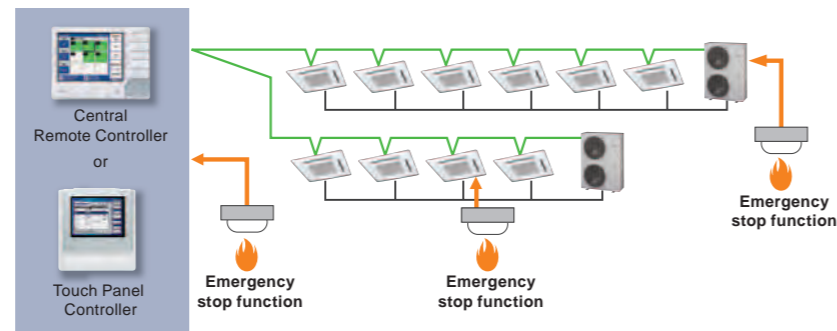 Central
Remote Controller
or
Touch Panel
Controller
Emergency
stop function
Emergency
stop function
Emergency
stop function